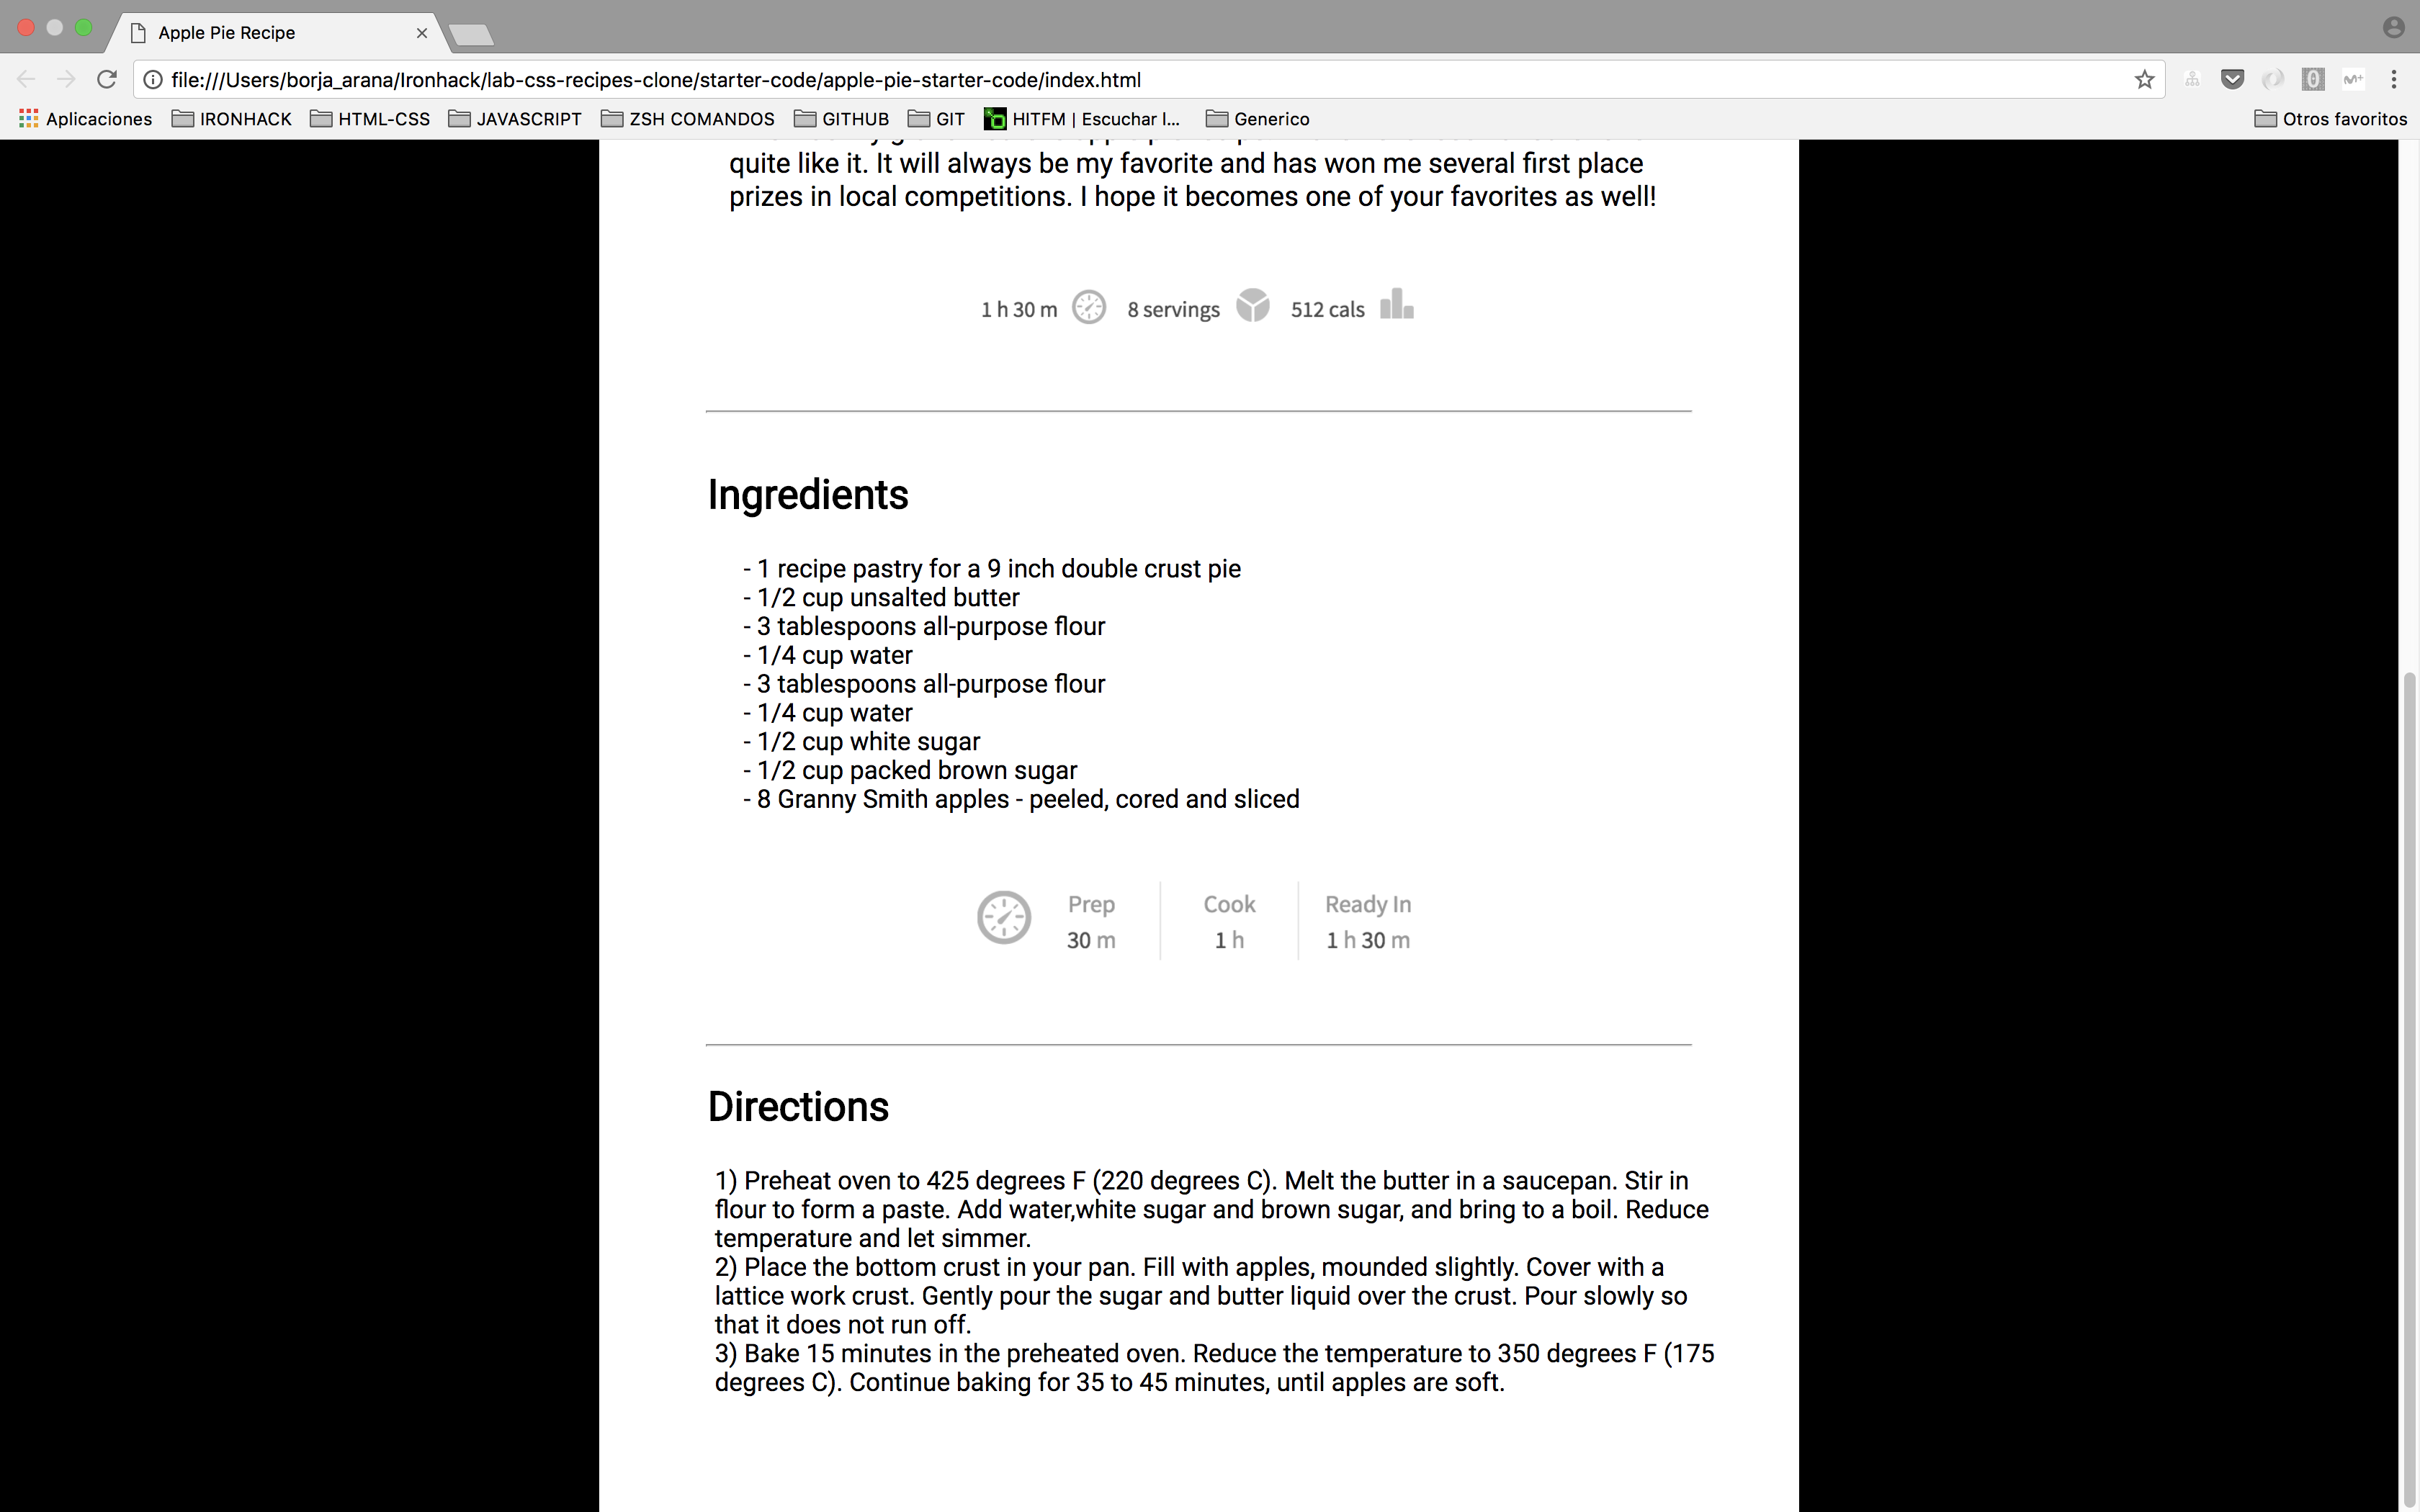 Apple Pie Recipe
file:///Users/borja_arana/Ironhack/lab-css-recipes-clone/starter-code/apple-pie-starter-code/index.html
Aplicaciones IRONHACK HTML-CSS JAVASCRIPT ZSH COMANDOS GITHUB GIT HITFM | Escuchar l... Generico Otros favoritos
quite like it. It will always be my favorite and has won me several first place
prizes in local competitions. I hope it becomes one of your favorites as well!
1 h 30 m 8 servings 512 cals
Ingredients
- 1 recipe pastry for a 9 inch double crust pie
- 1/2 cup unsalted butter
- 3 tablespoons all-purpose flour
- 1/4 cup water
- 3 tablespoons all-purpose flour
- 1/4 cup water
- 1/2 cup white sugar
- 1/2 cup packed brown sugar
- 8 Granny Smith apples - peeled, cored and sliced
Prep Cook Ready In
30 m 1 h 1 h 30 m
Directions
1) Preheat oven to 425 degrees F (220 degrees C). Melt the butter in a saucepan. Stir in
flour to form a paste. Add water,white sugar and brown sugar, and bring to a boil. Reduce
temperature and let simmer.
2) Place the bottom crust in your pan. Fill with apples, mounded slightly. Cover with a
lattice work crust. Gently pour the sugar and butter liquid over the crust. Pour slowly so
that it does not run off.
3) Bake 15 minutes in the preheated oven. Reduce the temperature to 350 degrees F (175
degrees C). Continue baking for 35 to 45 minutes, until apples are soft.